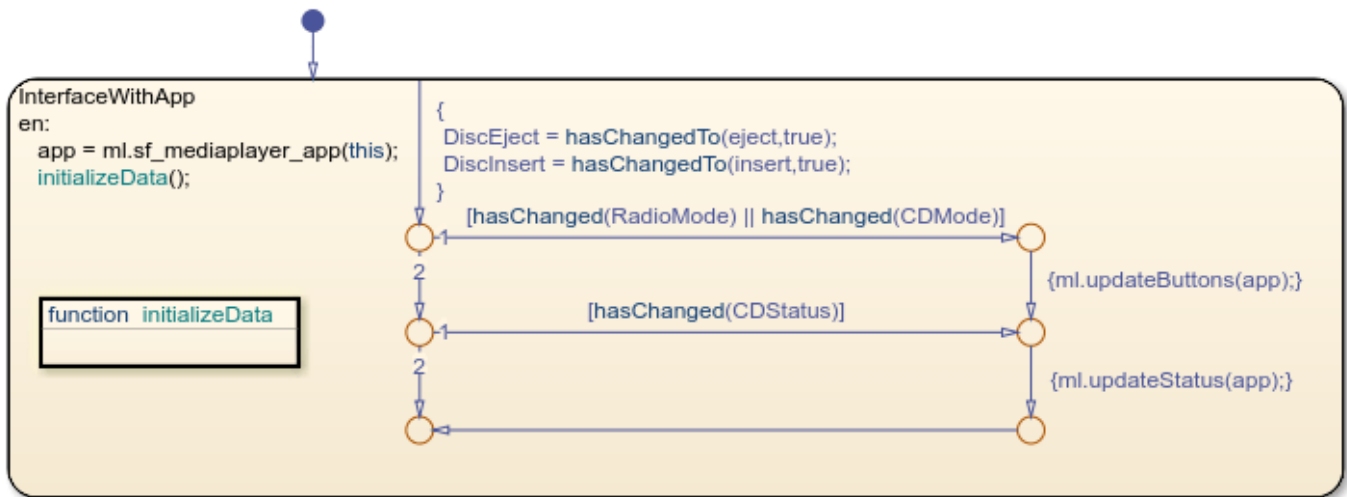 InterfaceWithApp
en:
app = ml.sf_mediaplayer_app(this);
initializeData();
{
DiscEject = hasChangedTo(eject,true);
DiscInsert = hasChangedTo(insert,true);
}
[hasChanged(RadioMode) || hasChanged(CDMode)]
1
2
{ml.updateButtons(app);}
function initializeData
[hasChanged(CDStatus)]
1
2
{ml.updateStatus(app);}